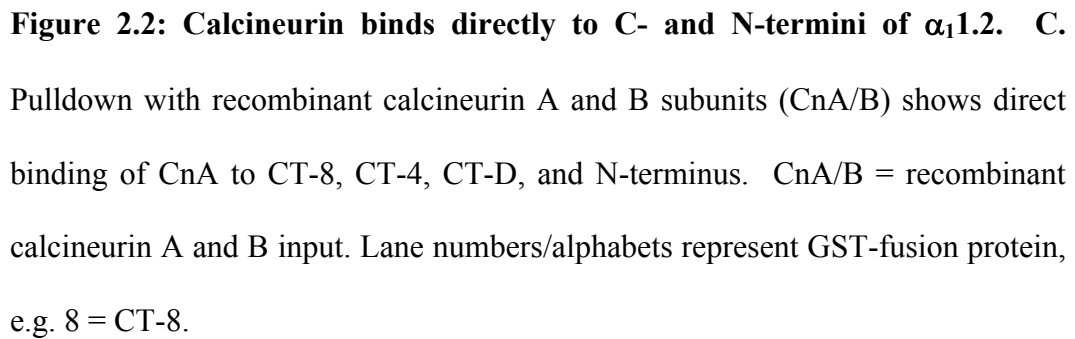 Figure 2.2: Calcineurin binds directly to C- and N-termini of α₁1.2. C.
Pulldown with recombinant calcineurin A and B subunits (CnA/B) shows direct
binding of CnA to CT-8, CT-4, CT-D, and N-terminus. CnA/B = recombinant
calcineurin A and B input. Lane numbers/alphabets represent GST-fusion protein,
e.g. 8 = CT-8.